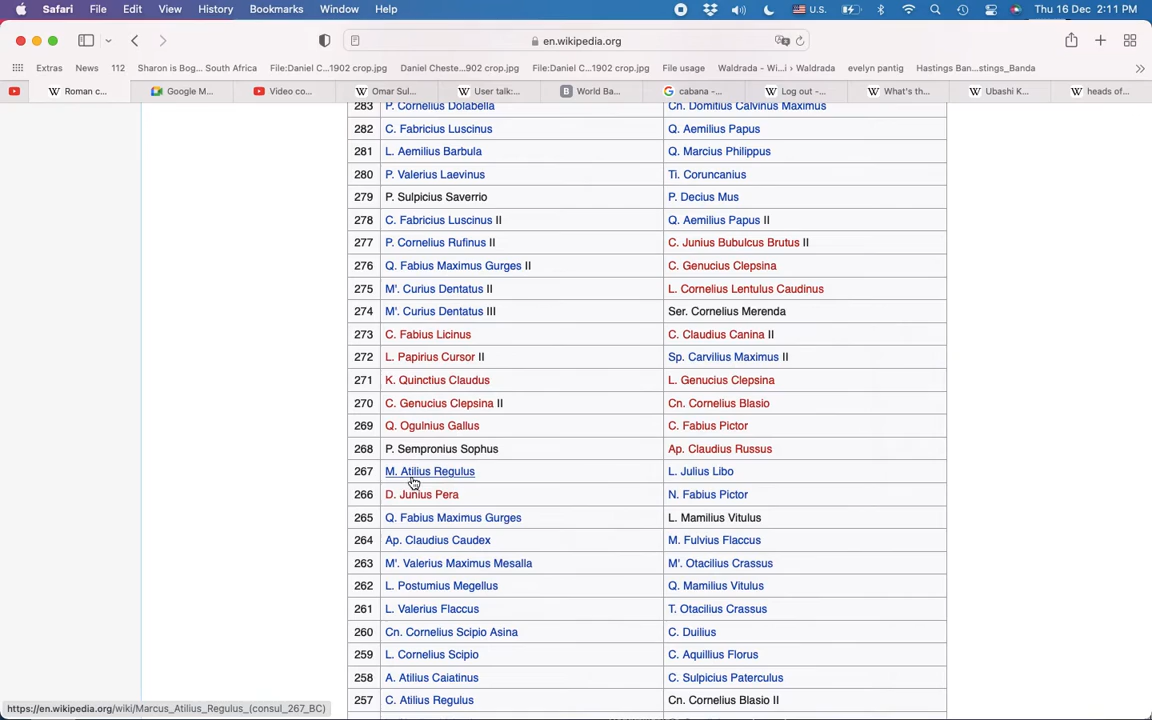 Safari File Edit View History Bookmarks Window Help U.S. Thu 16 Dec 2:11 PM
en.wikipedia.org
Extras News 112 Sharon is Bog... South Africa File:Daniel C...1902 crop.jpg Daniel Cheste...902 crop.jpg File:Daniel C...1902 crop.jpg File usage Waldrada - Wi...i › Waldrada evelyn pantig Hastings Ban...stings_Banda
Roman c... Google M... Video co... Omar Sul... User talk:... World Ba... cabana -... Log out -... What's th... Ubashi K... heads of...
283 P. Cornelius Dolabella Cn. Domitius Calvinus Maximus
282 C. Fabricius Luscinus Q. Aemilius Papus
281 L. Aemilius Barbula Q. Marcius Philippus
280 P. Valerius Laevinus Ti. Coruncanius
279 P. Sulpicius Saverrio P. Decius Mus
278 C. Fabricius Luscinus II Q. Aemilius Papus II
277 P. Cornelius Rufinus II C. Junius Bubulcus Brutus II
276 Q. Fabius Maximus Gurges II C. Genucius Clepsina
275 M'. Curius Dentatus II L. Cornelius Lentulus Caudinus
274 M'. Curius Dentatus III Ser. Cornelius Merenda
273 C. Fabius Licinus C. Claudius Canina II
272 L. Papirius Cursor II Sp. Carvilius Maximus II
271 K. Quinctius Claudus L. Genucius Clepsina
270 C. Genucius Clepsina II Cn. Cornelius Blasio
269 Q. Ogulnius Gallus C. Fabius Pictor
268 P. Sempronius Sophus Ap. Claudius Russus
267 M. Atilius Regulus L. Julius Libo
266 D. Junius Pera N. Fabius Pictor
265 Q. Fabius Maximus Gurges L. Mamilius Vitulus
264 Ap. Claudius Caudex M. Fulvius Flaccus
263 M'. Valerius Maximus Mesalla M'. Otacilius Crassus
262 L. Postumius Megellus Q. Mamilius Vitulus
261 L. Valerius Flaccus T. Otacilius Crassus
260 Cn. Cornelius Scipio Asina C. Duilius
259 L. Cornelius Scipio C. Aquillius Florus
258 A. Atilius Caiatinus C. Sulpicius Paterculus
257 C. Atilius Regulus Cn. Cornelius Blasio II
https://en.wikipedia.org/wiki/Marcus_Atilius_Regulus_(consul_267_BC)